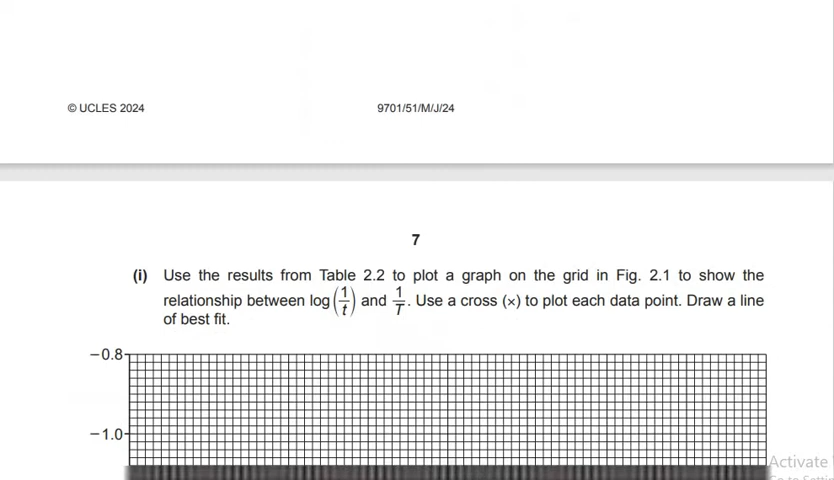 © UCLES 2024
9701/51/M/J/24
7
(i) Use the results from Table 2.2 to plot a graph on the grid in Fig. 2.1 to show the
relationship between log(1/t) and 1/T. Use a cross (×) to plot each data point. Draw a line
of best fit.
−0.8
−1.0
Activate